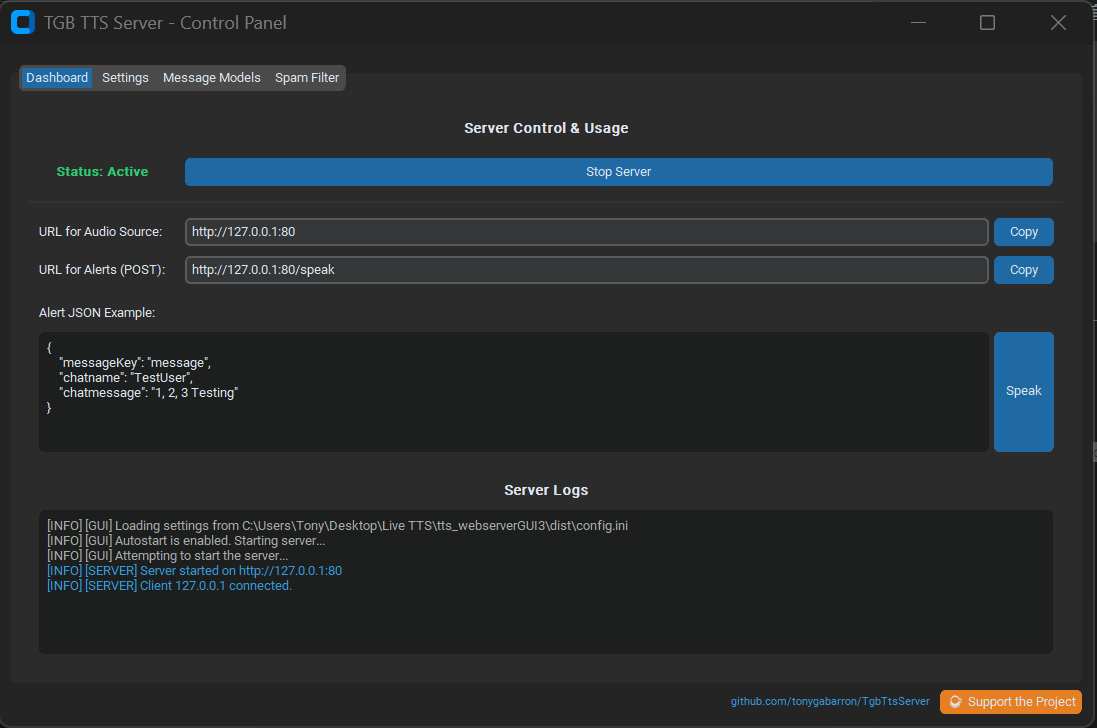 TGB TTS Server - Control Panel
Dashboard Settings Message Models Spam Filter
Server Control & Usage
Status: Active Stop Server
URL for Audio Source: http://127.0.0.1:80 Copy
URL for Alerts (POST): http://127.0.0.1:80/speak Copy
Alert JSON Example:
{
"messageKey": "message",
"chatname": "TestUser",
"chatmessage": "1, 2, 3 Testing"
}
Speak
Server Logs
[INFO] [GUI] Loading settings from C:\Users\Tony\Desktop\Live TTS\tts_webserverGUI3\dist\config.ini
[INFO] [GUI] Autostart is enabled. Starting server...
[INFO] [GUI] Attempting to start the server...
[INFO] [SERVER] Server started on http://127.0.0.1:80
[INFO] [SERVER] Client 127.0.0.1 connected.
github.com/tonygabarron/TgbTtsServer Support the Project